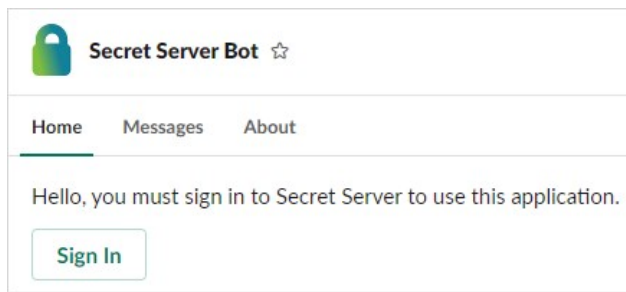 Secret Server Bot
Home Messages About
Hello, you must sign in to Secret Server to use this application.
Sign In